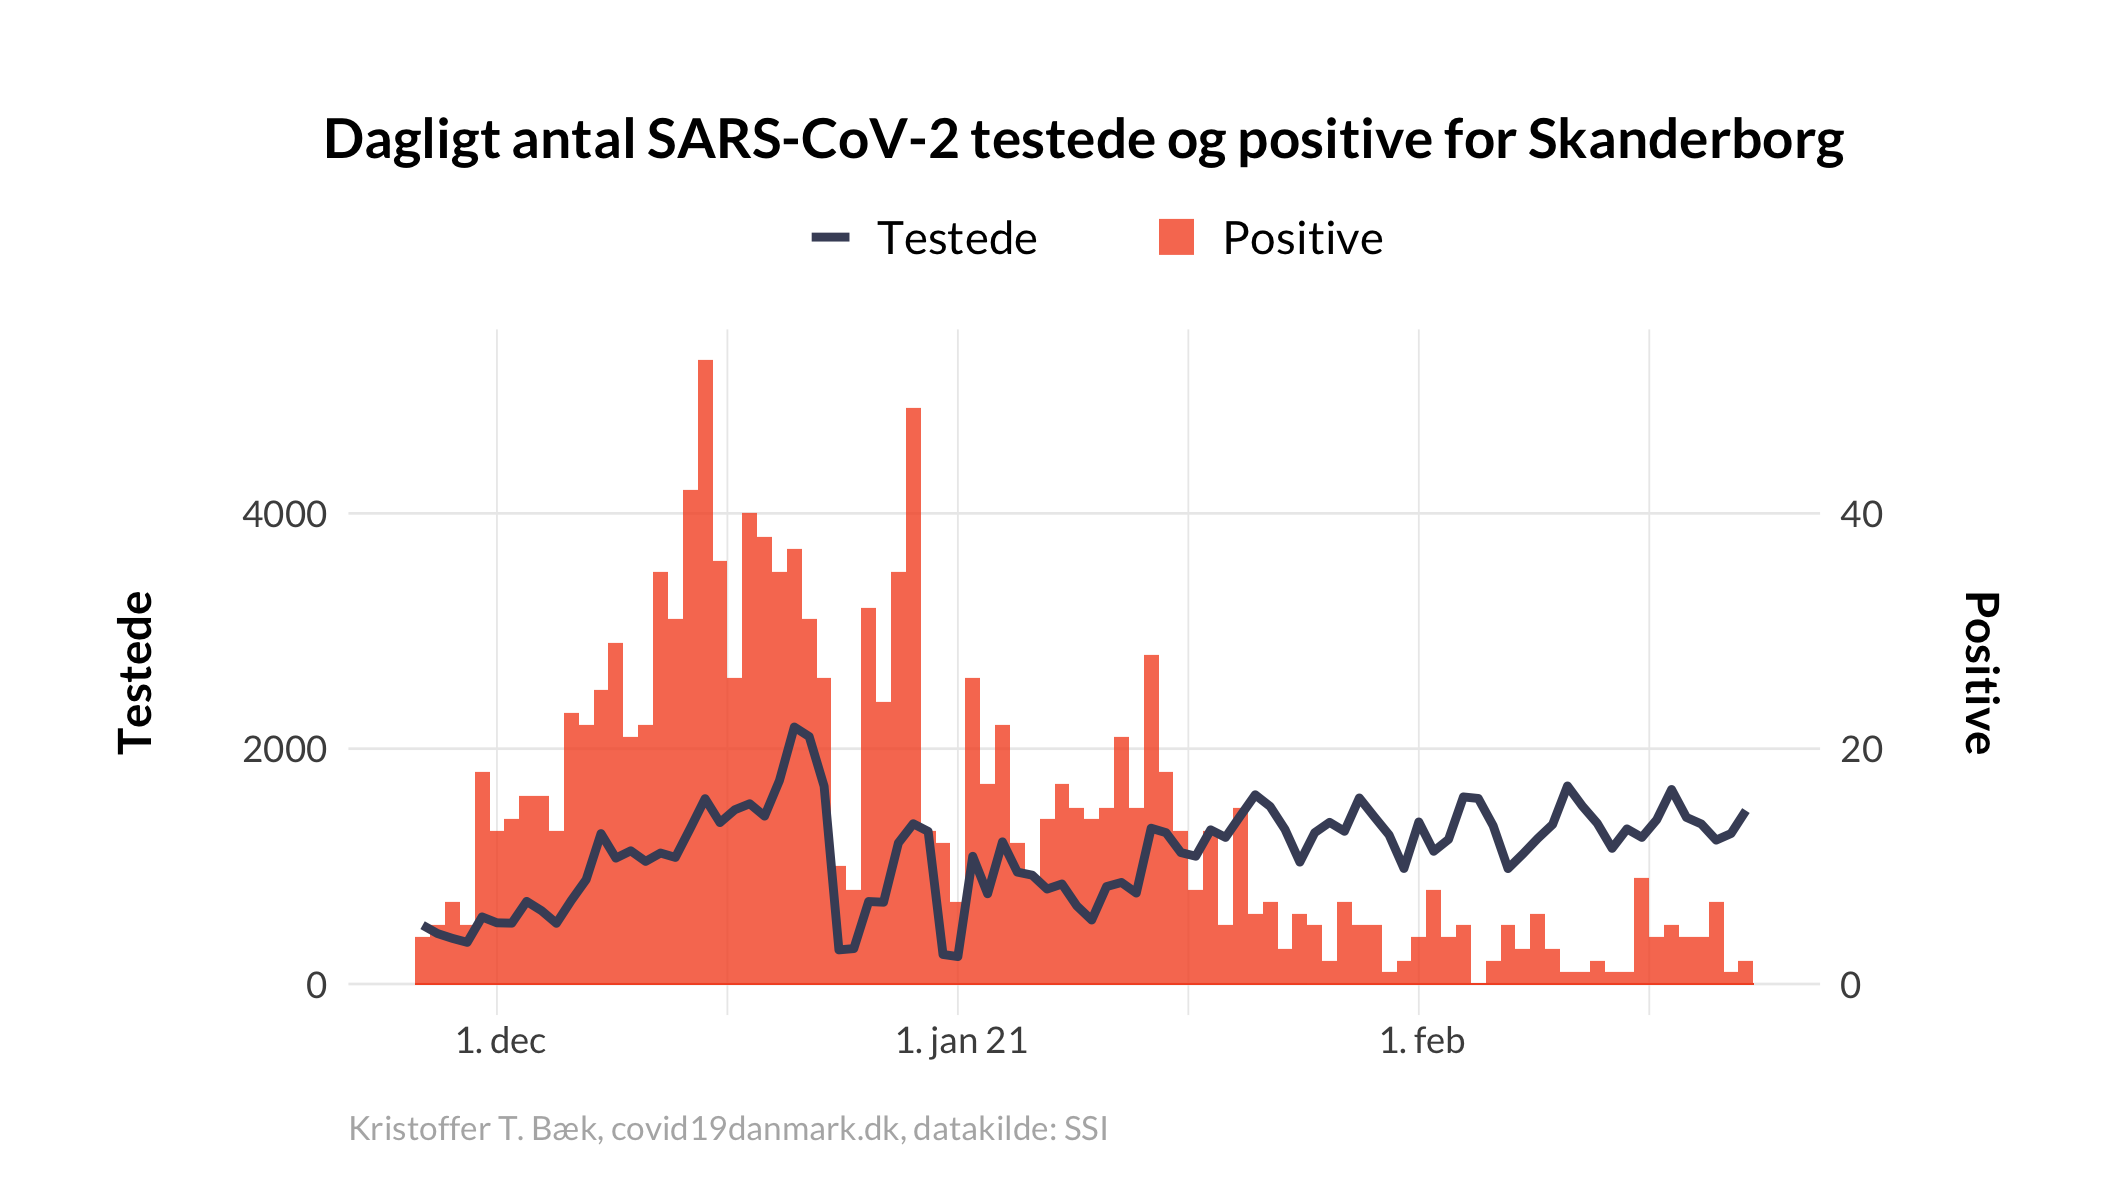 Dagligt antal SARS-CoV-2 testede og positive for Skanderborg
Testede
Positive
Testede
4000
2000
0
40
20
0
Positive
1. dec
1. jan 21
1. feb
Kristoffer T. Bæk, covid19danmark.dk, datakilde: SSI